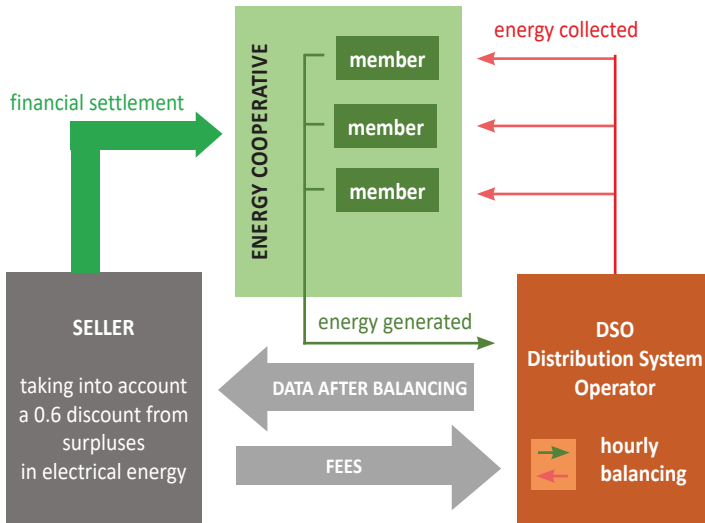 energy collected
ENERGY COOPERATIVE
member
member
member
financial settlement
energy generated
SELLER
taking into account
a 0.6 discount from
surpluses
in electrical energy
DATA AFTER BALANCING
FEES
DSO
Distribution System
Operator
hourly
balancing